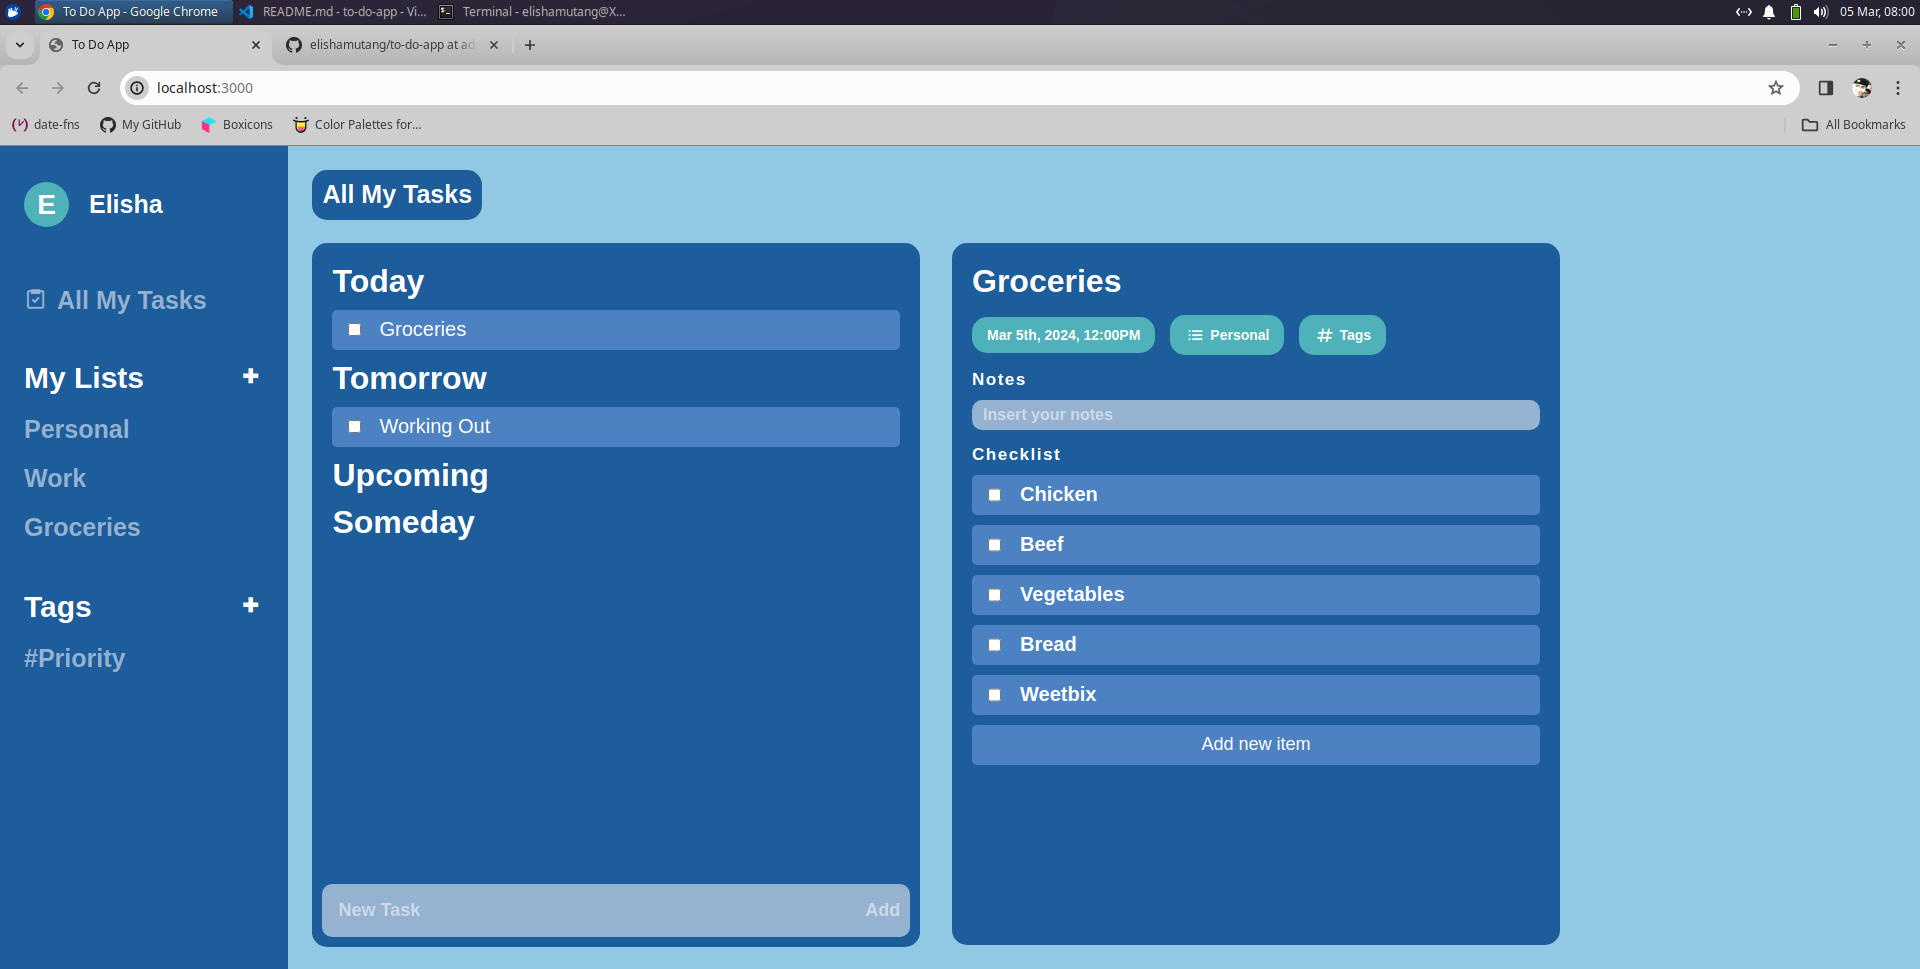 To Do App - Google Chrome
README.md - to-do-app - Vi...
Terminal - elishamutang@X...
05 Mar, 08:00
To Do App
elishamutang/to-do-app at ad
localhost:3000
date-fns
My GitHub
Boxicons
Color Palettes for...
All Bookmarks
E
Elisha
All My Tasks
My Lists
Personal
Work
Groceries
Tags
#Priority
All My Tasks
Today
Groceries
Tomorrow
Working Out
Upcoming
Someday
New Task
Add
Groceries
Mar 5th, 2024, 12:00PM
Personal
Tags
Notes
Insert your notes
Checklist
Chicken
Beef
Vegetables
Bread
Weetbix
Add new item